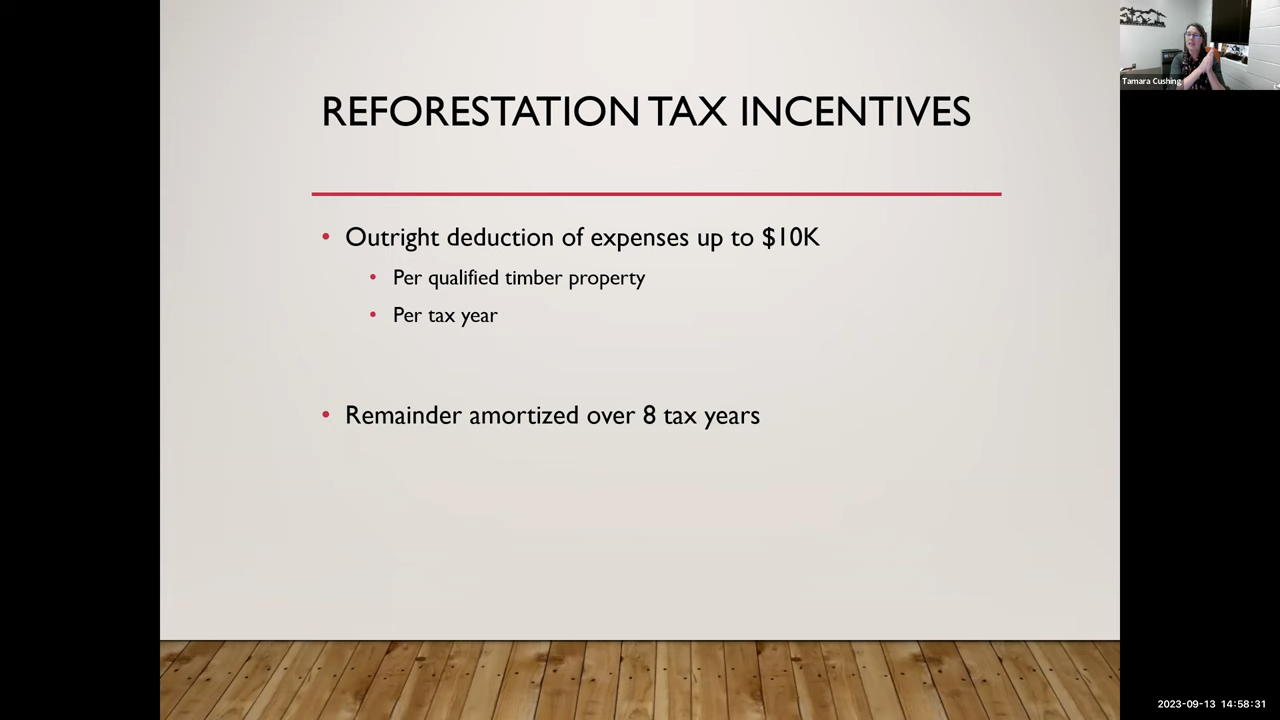 REFORESTATION TAX INCENTIVES
• Outright deduction of expenses up to $10K
• Per qualified timber property
• Per tax year
• Remainder amortized over 8 tax years
Tamara Cushing
2023-09-13 14:58:31